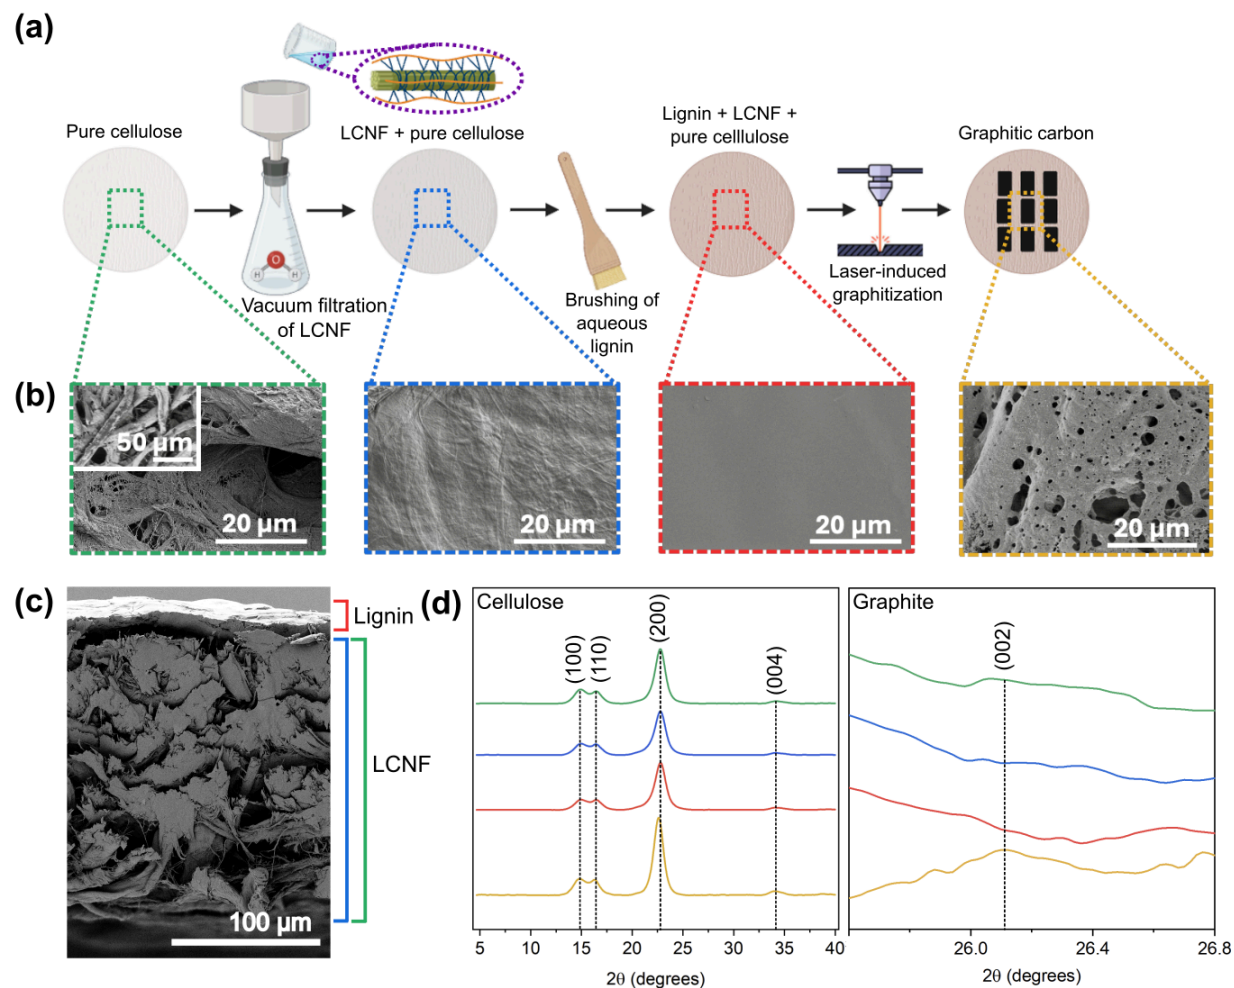 (a)
Pure cellulose
LCNF + pure cellulose
Lignin + LCNF +
pure celllulose
Graphitic carbon
O
H
H
Vacuum filtration
of LCNF
Brushing of
aqueous
lignin
Laser-induced
graphitization
(b)
50 µm
20 µm
20 µm
20 µm
20 µm
(c)
Lignin
LCNF
100 µm
(d)
Cellulose
(100)
(110)
(200)
(004)
5 10 15 20 25 30 35 40
2θ (degrees)
Graphite
(002)
26.0 26.4 26.8
2θ (degrees)